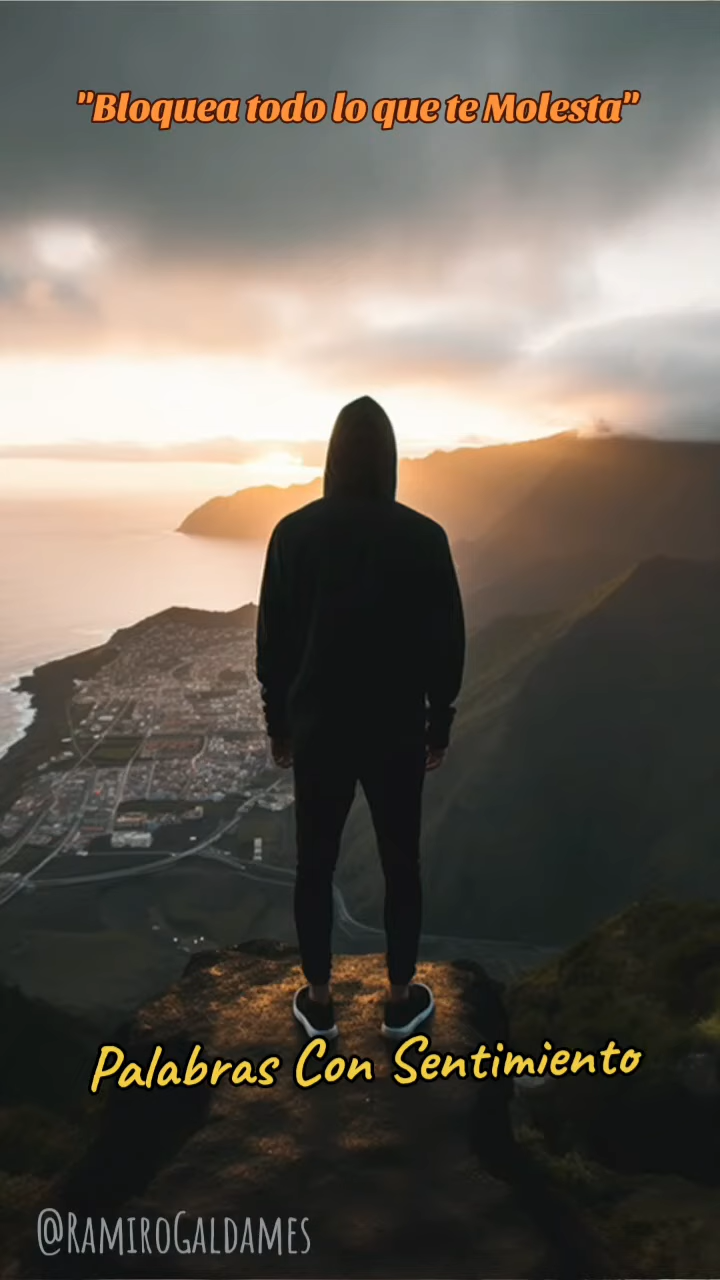 "Bloquea todo lo que te Molesta"
Palabras Con Sentimiento
@RamiroGaldames